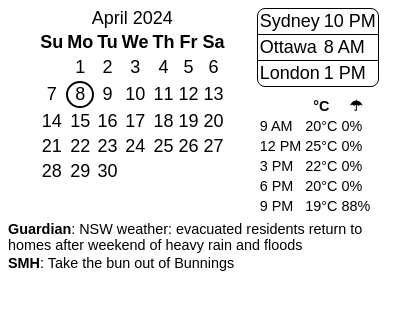 April 2024
Su Mo Tu We Th Fr Sa
1 2 3 4 5 6
7 8 9 10 11 12 13
14 15 16 17 18 19 20
21 22 23 24 25 26 27
28 29 30
Sydney 10 PM
Ottawa 8 AM
London 1 PM
°C ☂
9 AM 20°C 0%
12 PM 25°C 0%
3 PM 22°C 0%
6 PM 20°C 0%
9 PM 19°C 88%
Guardian: NSW weather: evacuated residents return to
homes after weekend of heavy rain and floods
SMH: Take the bun out of Bunnings